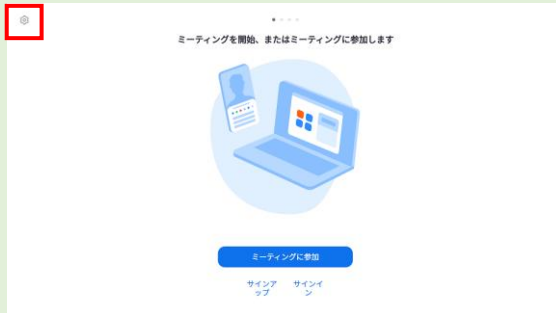 ミーティングを開始、またはミーティングに参加します
ミーティングに参加
サインア
ップ
サインイ
ン